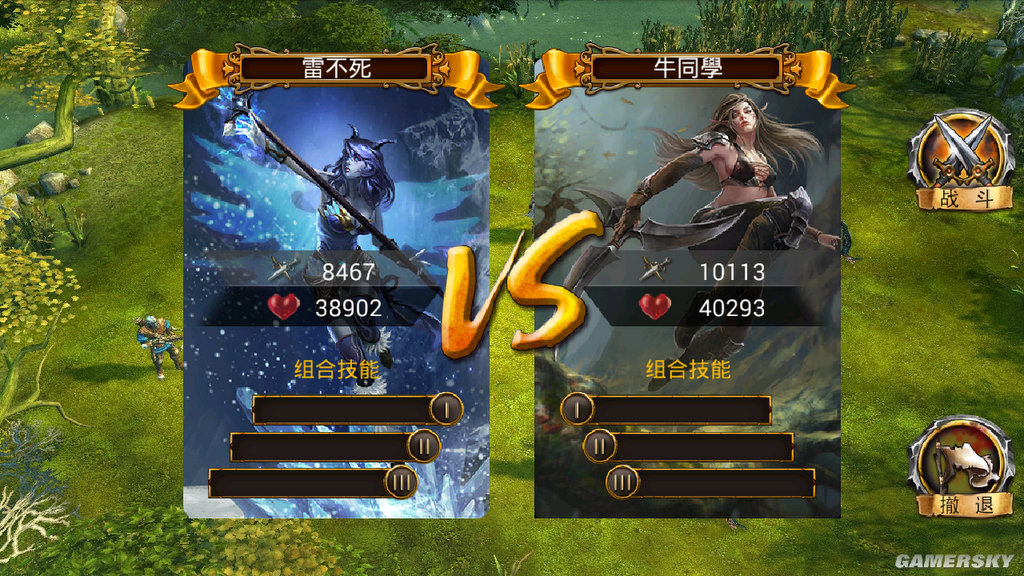 雷不死
牛同學
战斗
8467
10113
38902
40293
VS
组合技能
组合技能
I
I
II
II
III
III
撤退
GAMERSKY